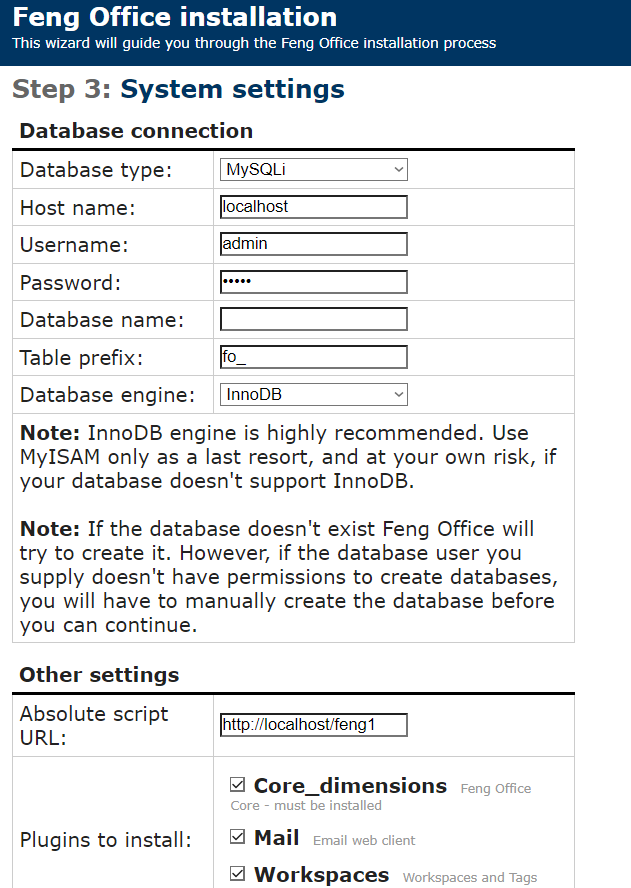 Feng Office installation
This wizard will guide you through the Feng Office installation process
Step 3: System settings
Database connection
Database type: MySQLi
Host name: localhost
Username: admin
Password: •••••
Database name:
Table prefix: fo_
Database engine: InnoDB
Note: InnoDB engine is highly recommended. Use
MyISAM only as a last resort, and at your own risk, if
your database doesn't support InnoDB.
Note: If the database doesn't exist Feng Office will
try to create it. However, if the database user you
supply doesn't have permissions to create databases,
you will have to manually create the database before
you can continue.
Other settings
Absolute script
URL:
http://localhost/feng1
Plugins to install:
Core_dimensions Feng Office
Core - must be installed
Mail Email web client
Workspaces Workspaces and Tags